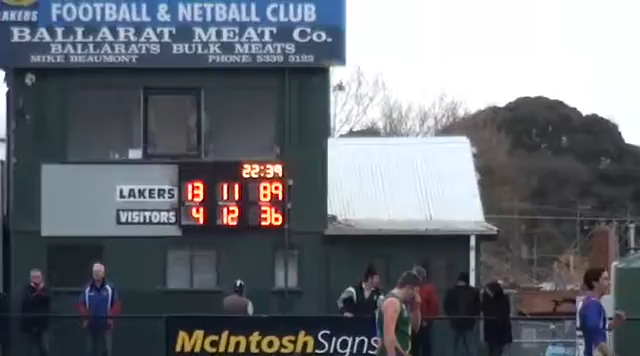 LAKERS
FOOTBALL & NETBALL CLUB
BALLARAT MEAT Co.
BALLARATS BULK MEATS
MIKE BEAUMONT PHONE: 5339 3122
22:39
LAKERS 13 11 89
VISITORS 4 12 36
McIntosh Signs